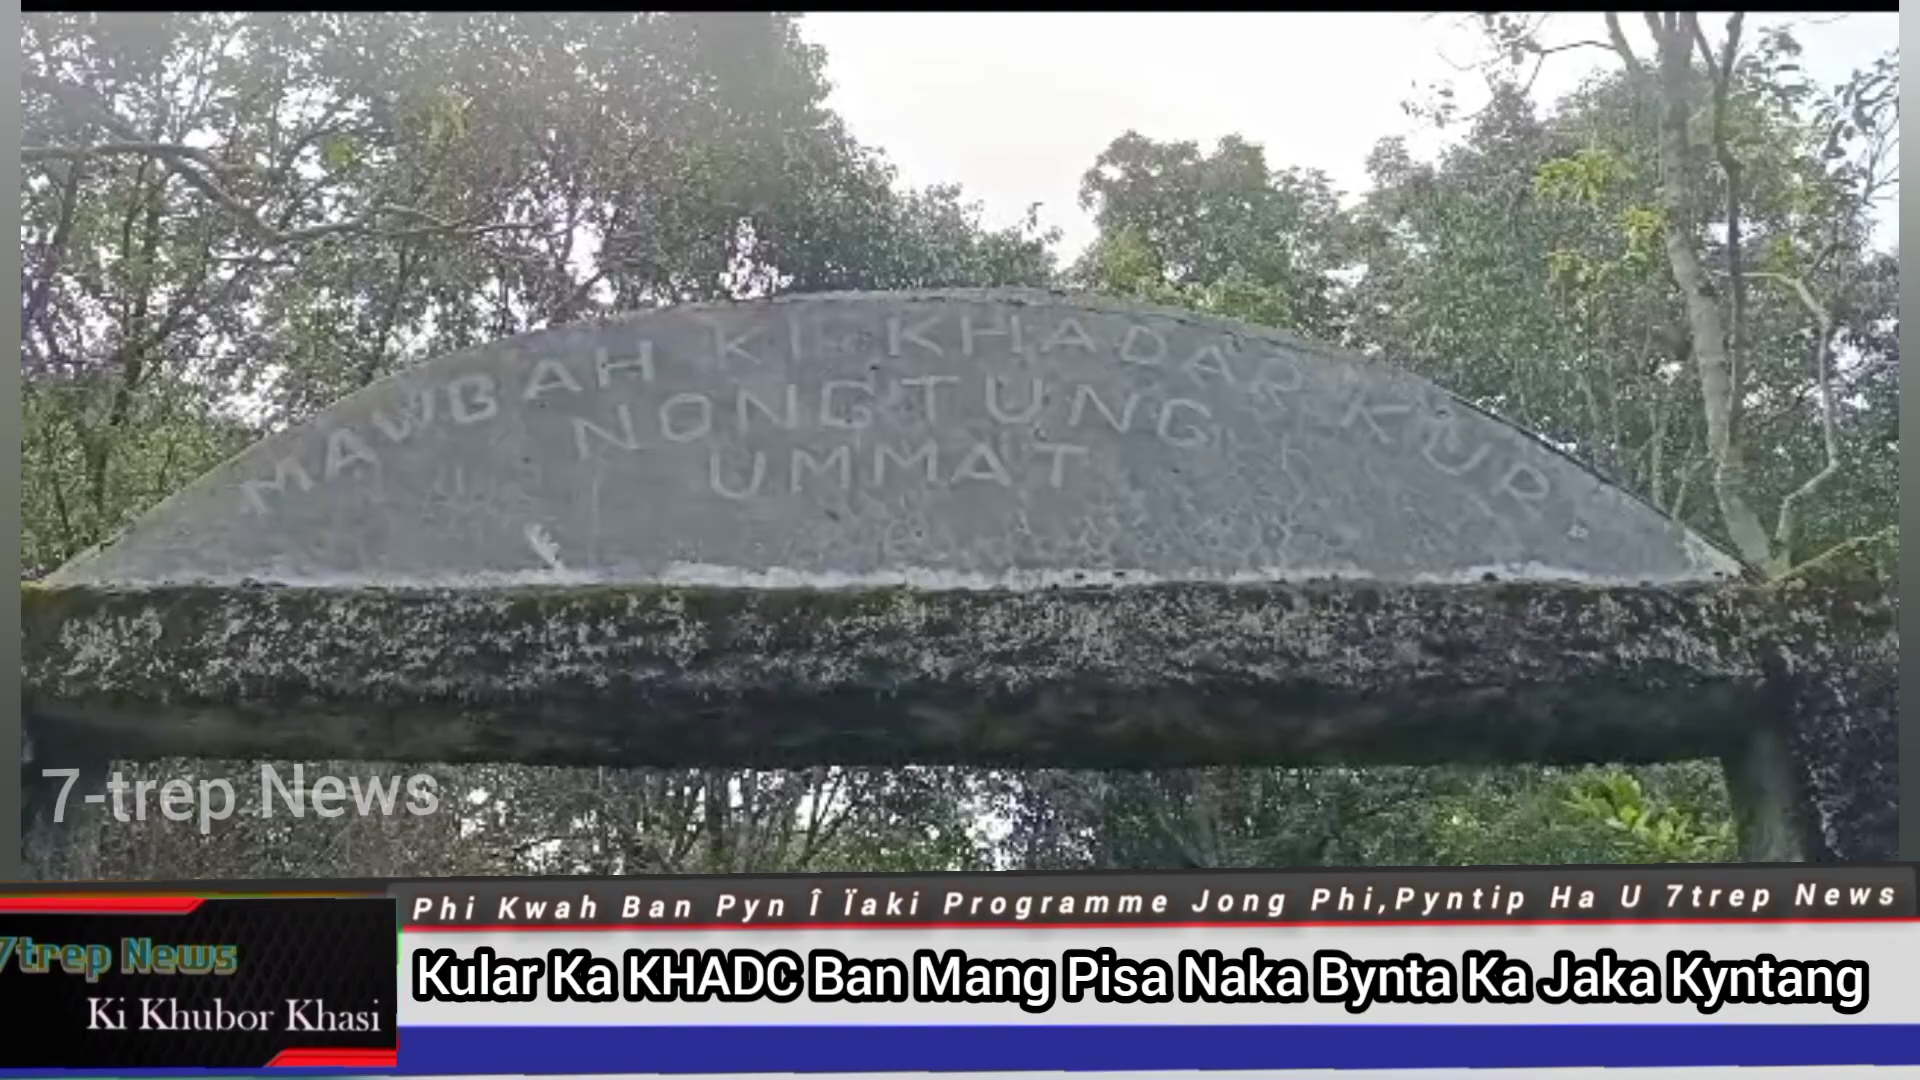 MAWBAH KI KHADAR KUR
NONGTUNG
UMMAT
7-trep News
Phi Kwah Ban Pyn Î Ïaki Programme Jong Phi,Pyntip Ha U 7trep News
7trep News
Ki Khubor Khasi
Kular Ka KHADC Ban Mang Pisa Naka Bynta Ka Jaka Kyntang